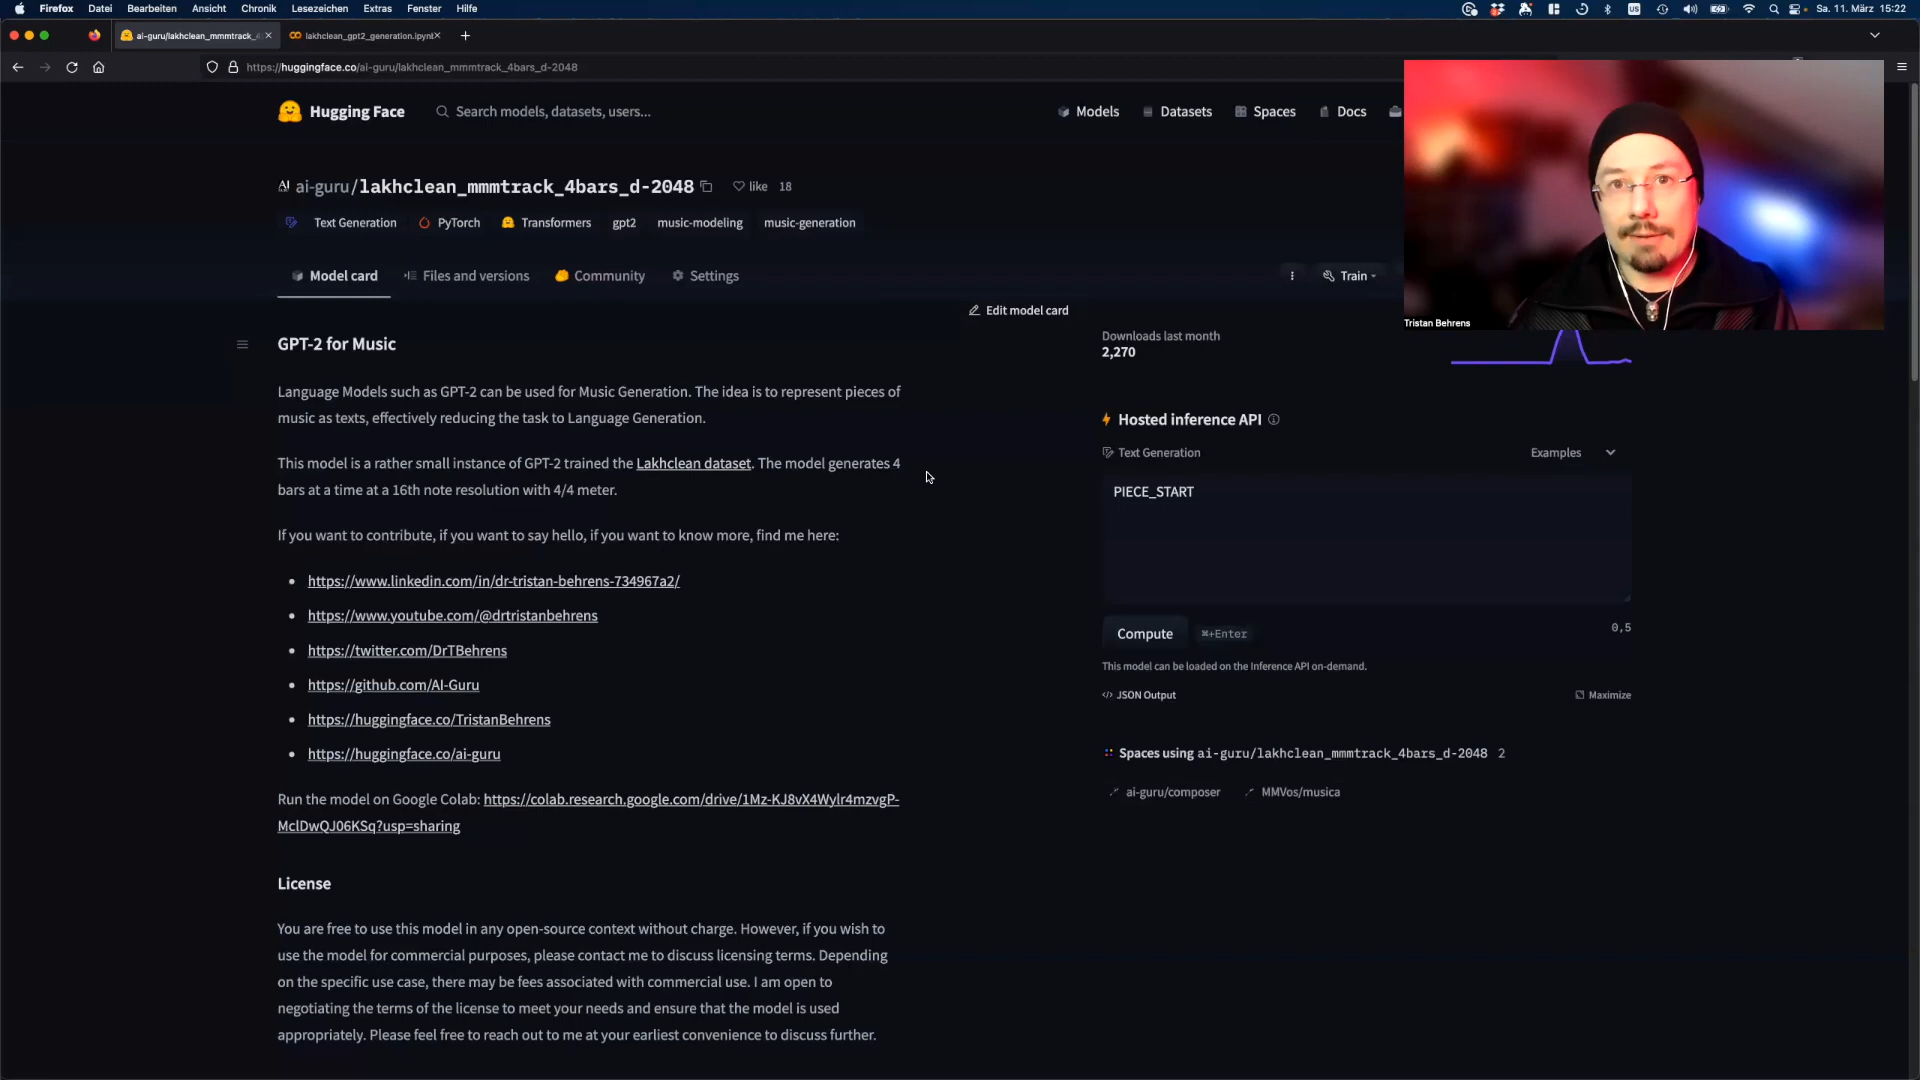 Firefox Datei Bearbeiten Ansicht Chronik Lesezeichen Extras Fenster Hilfe
Sa. 11. März 15:22
ai-guru/lakhclean_mmmtrack_4
lakhclean_gpt2_generation.ipynb
https://huggingface.co/ai-guru/lakhclean_mmmtrack_4bars_d-2048
Hugging Face
Search models, datasets, users...
Models Datasets Spaces Docs
ai-guru/lakhclean_mmmtrack_4bars_d-2048
like 18
Text Generation PyTorch Transformers gpt2 music-modeling music-generation
Model card Files and versions Community Settings
Train
Tristan Behrens
Edit model card
GPT-2 for Music
Language Models such as GPT-2 can be used for Music Generation. The idea is to represent pieces of
music as texts, effectively reducing the task to Language Generation.
This model is a rather small instance of GPT-2 trained the Lakhclean dataset. The model generates 4
bars at a time at a 16th note resolution with 4/4 meter.
If you want to contribute, if you want to say hello, if you want to know more, find me here:
• https://www.linkedin.com/in/dr-tristan-behrens-734967a2/
• https://www.youtube.com/@drtristanbehrens
• https://twitter.com/DrTBehrens
• https://github.com/AI-Guru
• https://huggingface.co/TristanBehrens
• https://huggingface.co/ai-guru
Run the model on Google Colab: https://colab.research.google.com/drive/1Mz-KJ8vX4Wylr4mzvgP-
MclDwQJ06KSq?usp=sharing
License
You are free to use this model in any open-source context without charge. However, if you wish to
use the model for commercial purposes, please contact me to discuss licensing terms. Depending
on the specific use case, there may be fees associated with commercial use. I am open to
negotiating the terms of the license to meet your needs and ensure that the model is used
appropriately. Please feel free to reach out to me at your earliest convenience to discuss further.
Downloads last month
2,270
Hosted inference API
Text Generation
Examples
PIECE_START
Compute
⌘+Enter
0,5
This model can be loaded on the Inference API on-demand.
</> JSON Output
Maximize
Spaces using ai-guru/lakhclean_mmmtrack_4bars_d-2048 2
ai-guru/composer
MMVos/musica